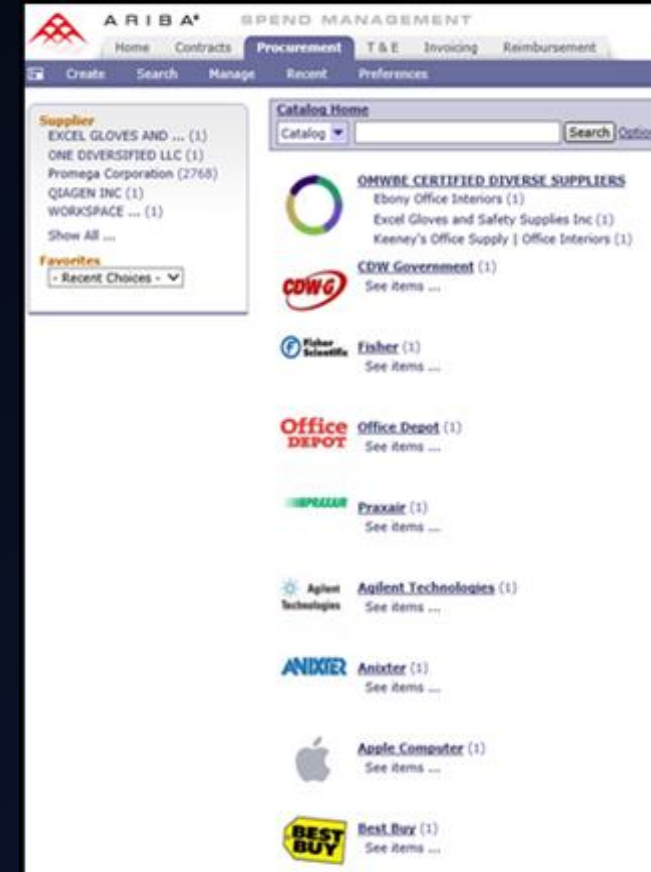 ARIBA SPEND MANAGEMENT
Home Contracts Procurement T & E Invoicing Reimbursement
Create Search Manage Recent Preferences
Supplier
EXCEL GLOVES AND ... (1)
ONE DIVERSIFIED LLC (1)
Promega Corporation (2768)
QIAGEN INC (1)
WORKSPACE ... (1)
Show All ...
Favorites
- Recent Choices -
Catalog Home
Catalog Search
OMWBE CERTIFIED DIVERSE SUPPLIERS
Ebony Office Interiors (1)
Excel Gloves and Safety Supplies Inc (1)
Keeney's Office Supply | Office Interiors (1)
CDW-G
CDW Government (1)
See items ...
Fisher Scientific
Fisher (1)
See items ...
Office DEPOT
Office Depot (1)
See items ...
PRAXAIR
Praxair (1)
See items ...
Agilent Technologies
Agilent Technologies (1)
See items ...
ANIXTER
Anixter (1)
See items ...
Apple Computer (1)
See items ...
BEST BUY
Best Buy (1)
See items ...